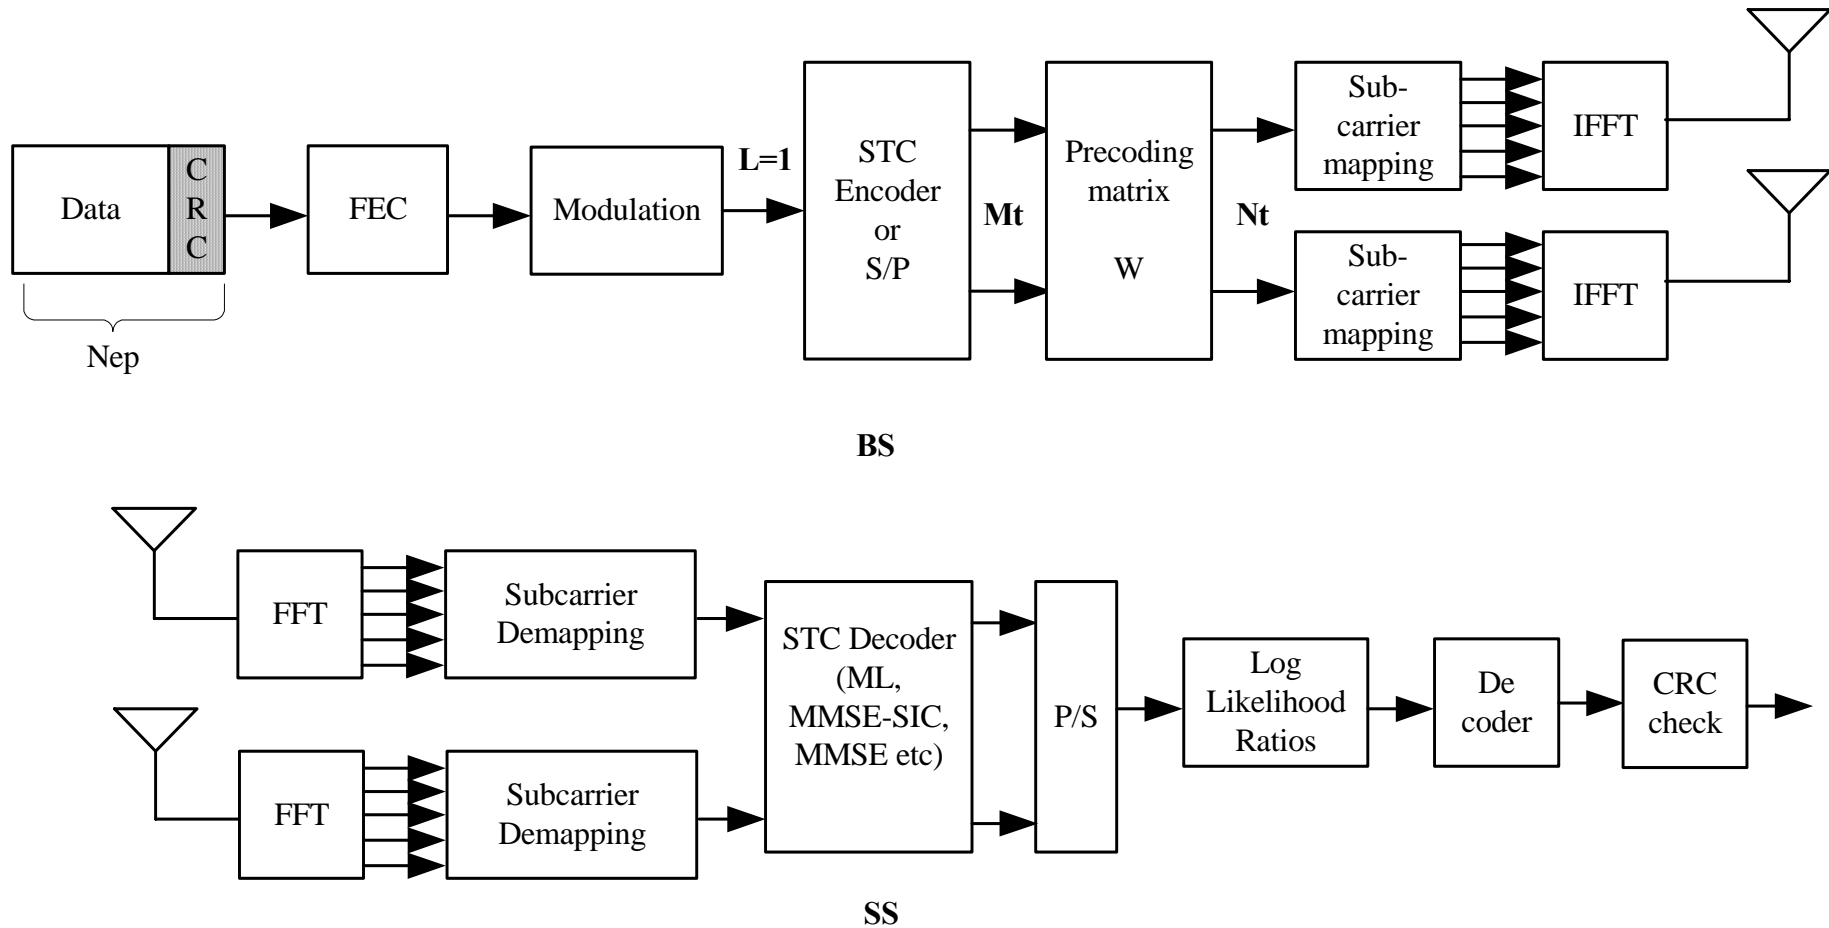 Data
C
R
C
Nep
FEC
Modulation
L=1
STC
Encoder
or
S/P
Mt
Precoding
matrix
W
Nt
Sub-
carrier
mapping
IFFT
Sub-
carrier
mapping
IFFT
BS
FFT
Subcarrier
Demapping
FFT
Subcarrier
Demapping
STC Decoder
(ML,
MMSE-SIC,
MMSE etc)
P/S
Log
Likelihood
Ratios
De
coder
CRC
check
SS